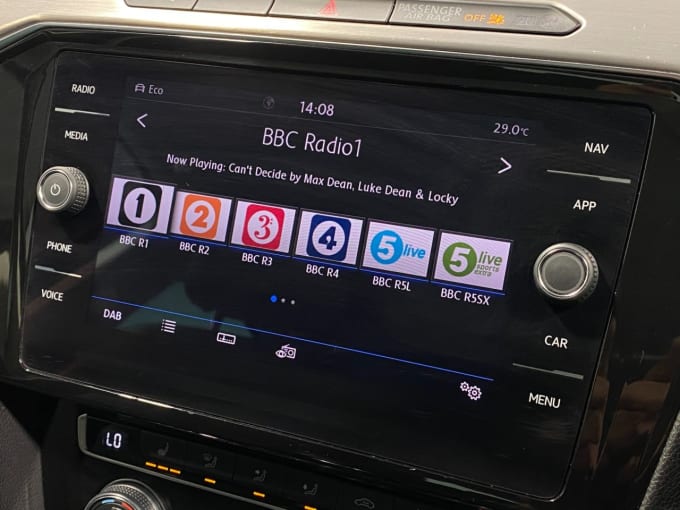 PASSENGER
AIR BAG OFF
RADIO
MEDIA
PHONE
VOICE
Eco
14:08
29.0°C
BBC Radio1
Now Playing: Can't Decide by Max Dean, Luke Dean & Locky
1 2 3 4 5 live 5 live sports extra
BBC R1 BBC R2 BBC R3 BBC R4 BBC R5L BBC R5SX
DAB
NAV
APP
CAR
MENU
LO